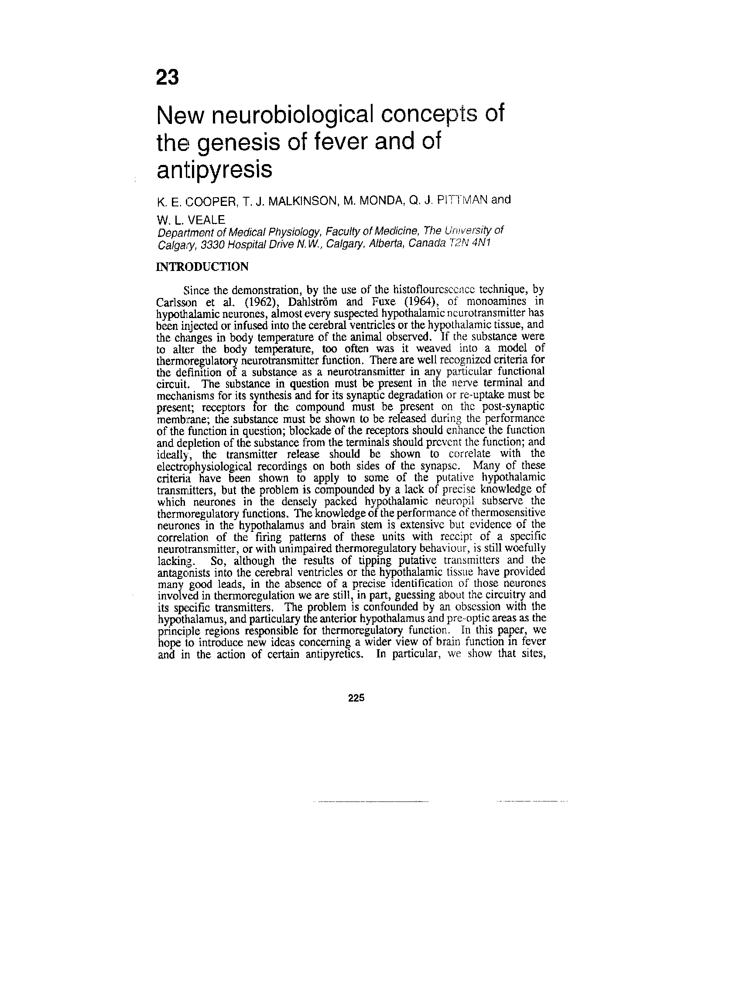 23
New neurobiological concepts of
the genesis of fever and of
antipyresis
K. E. COOPER, T. J. MALKINSON, M. MONDA, Q. J. PITTMAN and
W. L. VEALE
Department of Medical Physiology, Faculty of Medicine, The University of
Calgary, 3330 Hospital Drive N.W., Calgary, Alberta, Canada T2N 4N1
INTRODUCTION
Since the demonstration, by the use of the histoflourescence technique, by
Carlsson et al. (1962), Dahlström and Fuxe (1964), of monoamines in
hypothalamic neurones, almost every suspected hypothalamic neurotransmitter has
been injected or infused into the cerebral ventricles or the hypothalamic tissue, and
the changes in body temperature of the animal observed. If the substance were
to alter the body temperature, too often was it weaved into a model of
thermoregulatory neurotransmitter function. There are well recognized criteria for
the definition of a substance as a neurotransmitter in any particular functional
circuit. The substance in question must be present in the nerve terminal and
mechanisms for its synthesis and for its synaptic degradation or re-uptake must be
present; receptors for the compound must be present on the post-synaptic
membrane; the substance must be shown to be released during the performance
of the function in question; blockade of the receptors should enhance the function
and depletion of the substance from the terminals should prevent the function; and
ideally, the transmitter release should be shown to correlate with the
electrophysiological recordings on both sides of the synapse. Many of these
criteria have been shown to apply to some of the putative hypothalamic
transmitters, but the problem is compounded by a lack of precise knowledge of
which neurones in the densely packed hypothalamic neuropil subserve the
thermoregulatory functions. The knowledge of the performance of thermosensitive
neurones in the hypothalamus and brain stem is extensive but evidence of the
correlation of the firing patterns of these units with receipt of a specific
neurotransmitter, or with unimpaired thermoregulatory behaviour, is still woefully
lacking. So, although the results of tipping putative transmitters and the
antagonists into the cerebral ventricles or the hypothalamic tissue have provided
many good leads, in the absence of a precise identification of those neurones
involved in thermoregulation we are still, in part, guessing about the circuitry and
its specific transmitters. The problem is confounded by an obsession with the
hypothalamus, and particulary the anterior hypothalamus and pre-optic areas as the
principle regions responsible for thermoregulatory function. In this paper, we
hope to introduce new ideas concerning a wider view of brain function in fever
and in the action of certain antipyretics. In particular, we show that sites,
225